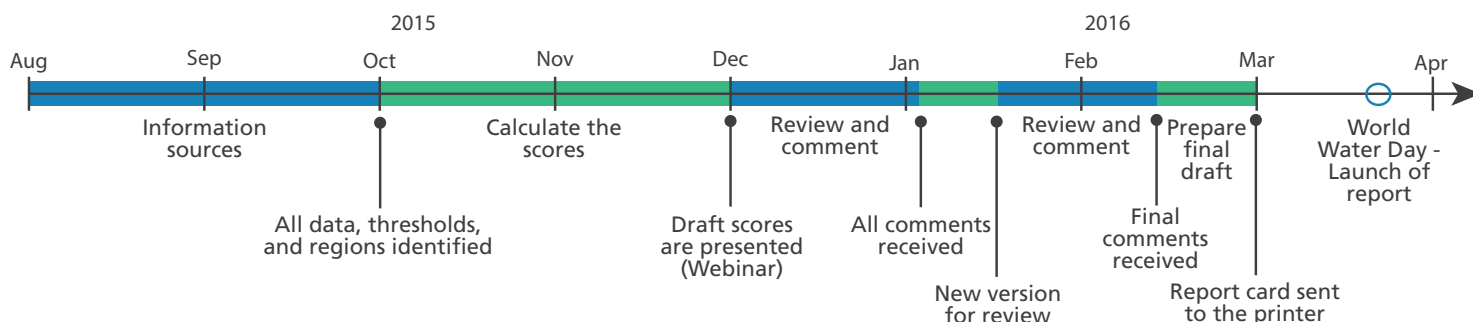 2015
2016
Aug
Sep
Oct
Nov
Dec
Jan
Feb
Mar
Apr
Information
sources
Calculate the
scores
Review and
comment
Review and
comment
Prepare
final
draft
World
Water Day -
Launch of
report
All data, thresholds,
and regions identified
Draft scores
are presented
(Webinar)
All comments
received
Final
comments
received
New version
for review
Report card sent
to the printer